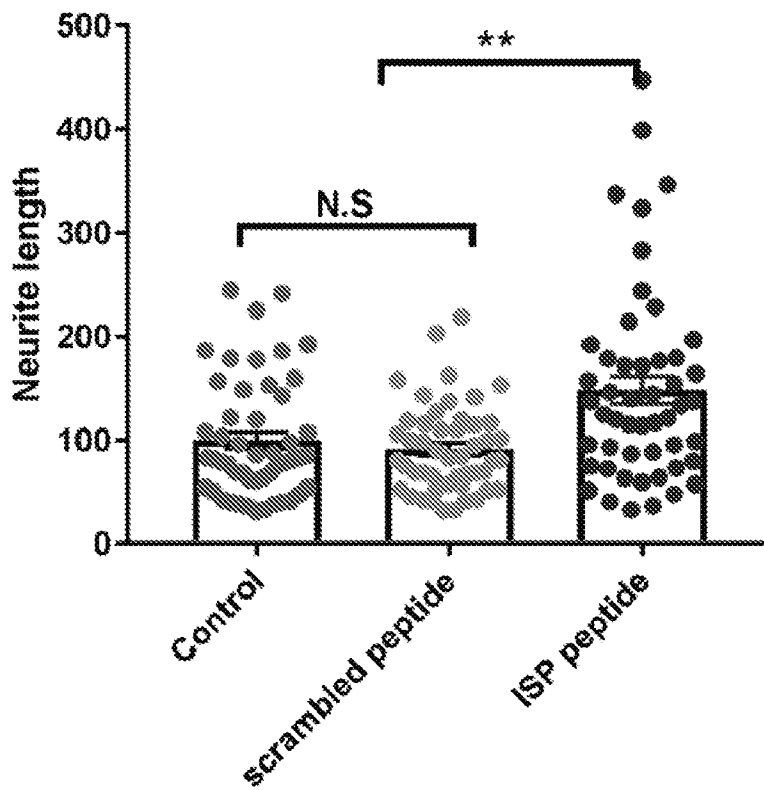 500
**
400
N.S
300
Neurite length
200
100
0
Control
scrambled peptide
ISP peptide